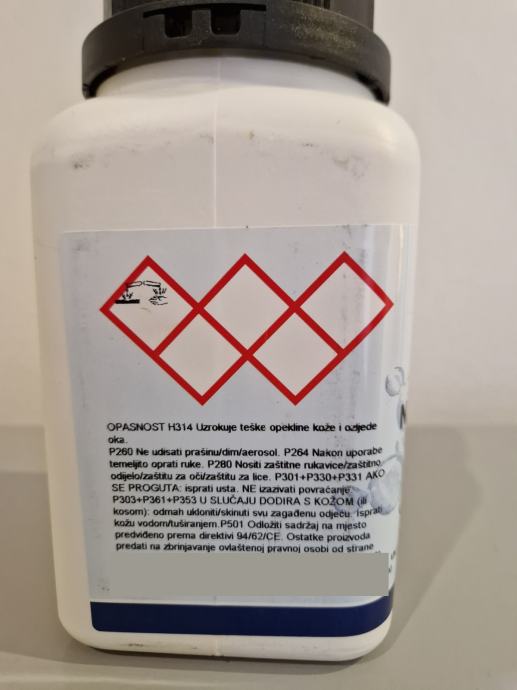 OPASNOST H314 Uzrokuje teške opekline kože i ozljede
oka.
P260 Ne udisati prašinu/dim/aerosol. P264 Nakon uporabe
temeljito oprati ruke. P280 Nositi zaštitne rukavice/zaštitno
odijelo/zaštitu za oči/zaštitu za lice. P301+P330+P331 AKO
SE PROGUTA: isprati usta. NE izazivati povraćanje.
P303+P361+P353 U SLUČAJU DODIRA S KOŽOM (ili
kosom): odmah ukloniti/skinuti svu zagađenu odjeću. Isprati
kožu vodom/tuširanjem.P501 Odložiti sadržaj na mjesto
predviđeno prema direktivi 94/62/CE. Ostatke proizvoda
predati na zbrinjavanje ovlaštenoj pravnoj osobi od strane